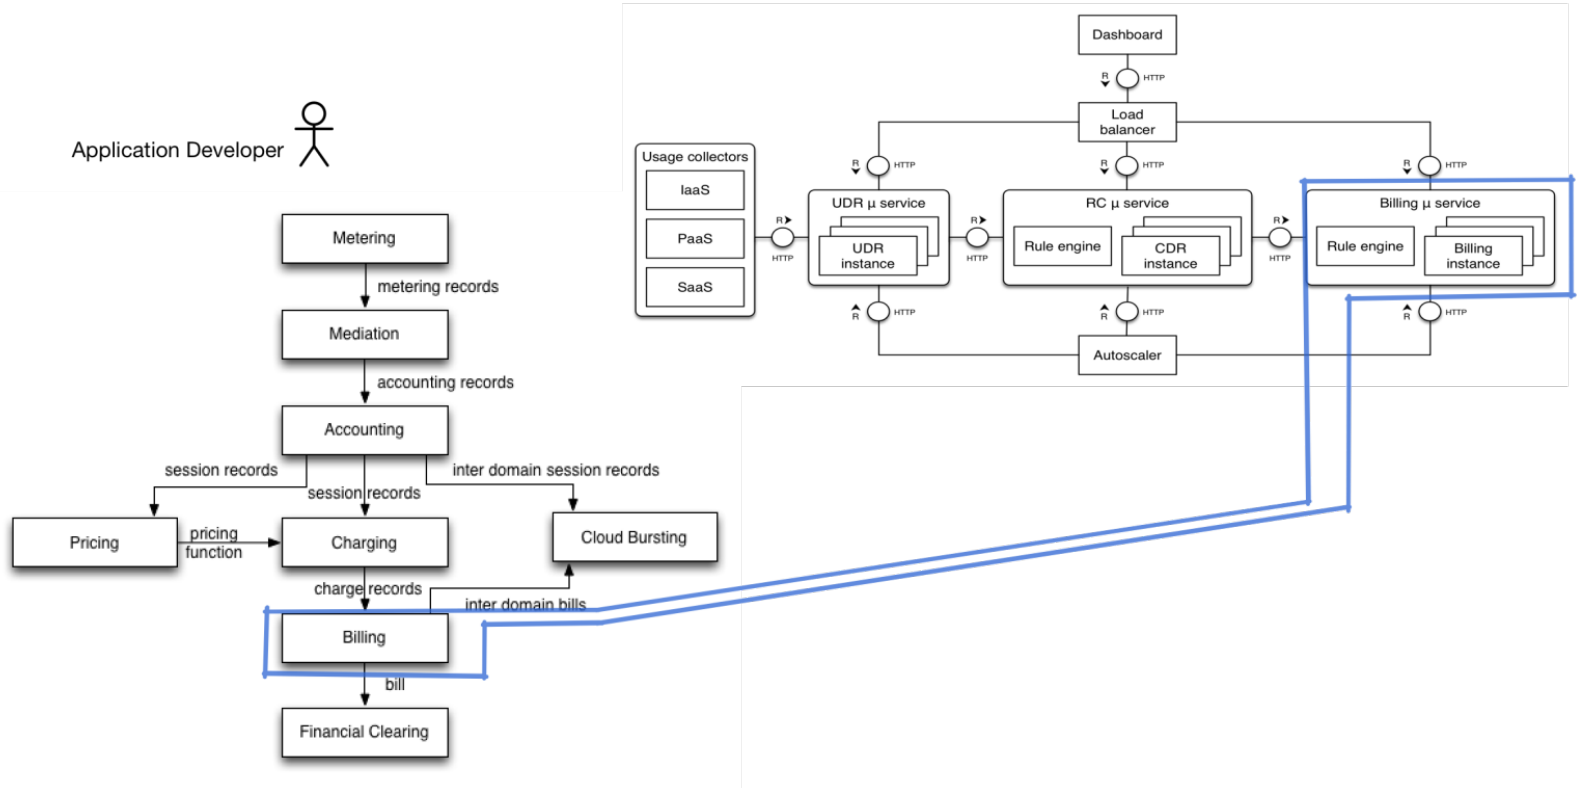 Application Developer
Metering
metering records
Mediation
accounting records
Accounting
session records
session records
inter domain session records
Pricing
pricing
function
Charging
Cloud Bursting
charge records
inter domain bills
Billing
bill
Financial Clearing
Dashboard
R
HTTP
Load
balancer
R
HTTP
R
HTTP
R
HTTP
Usage collectors
IaaS
PaaS
SaaS
R
HTTP
UDR µ service
UDR
instance
R
HTTP
RC µ service
Rule engine
CDR
instance
R
HTTP
Billing µ service
Rule engine
Billing
instance
R
HTTP
R
HTTP
R
HTTP
Autoscaler